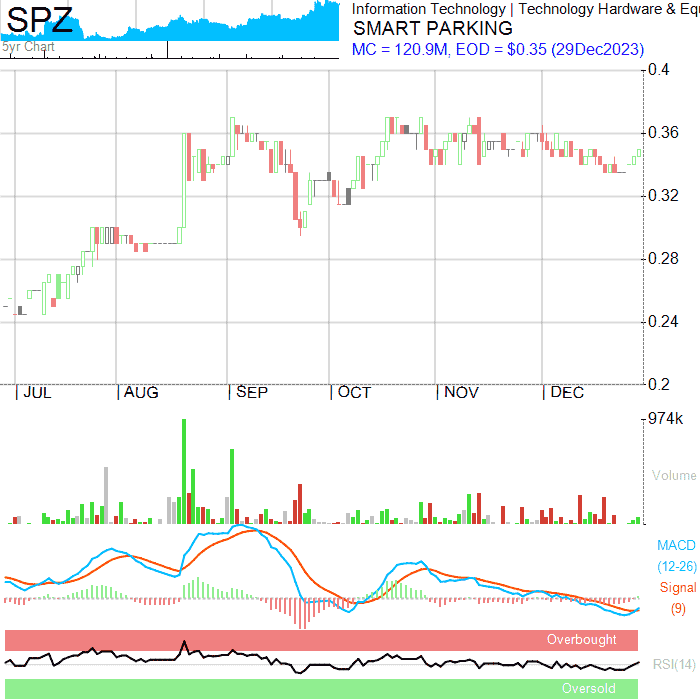 SPZ
5yr Chart
Information Technology | Technology Hardware & Equ
SMART PARKING
MC = 120.9M, EOD = $0.35 (29Dec2023)
0.4
0.36
0.32
0.28
0.24
0.2
JUL AUG SEP OCT NOV DEC
974k
Volume
MACD
(12-26)
Signal
(9)
Overbought
RSI(14)
Oversold